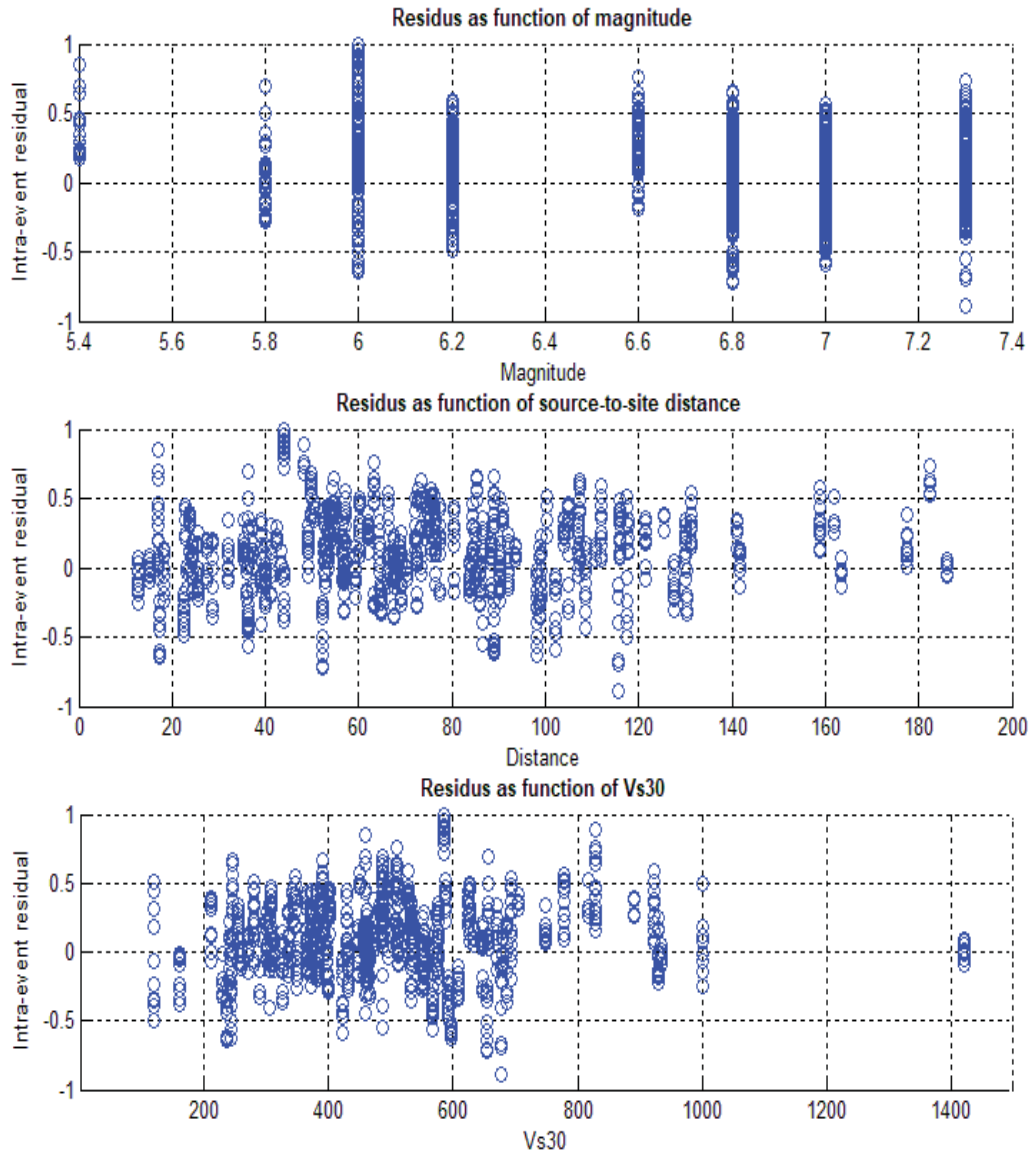 Residus as function of magnitude
Intra-event residual
1
0.5
0
-0.5
-1
5.4 5.6 5.8 6 6.2 6.4 6.6 6.8 7 7.2 7.4
Magnitude
Residus as function of source-to-site distance
Intra-event residual
1
0.5
0
-0.5
-1
0 20 40 60 80 100 120 140 160 180 200
Distance
Residus as function of Vs30
Intra-event residual
1
0.5
0
-0.5
-1
200 400 600 800 1000 1200 1400
Vs30